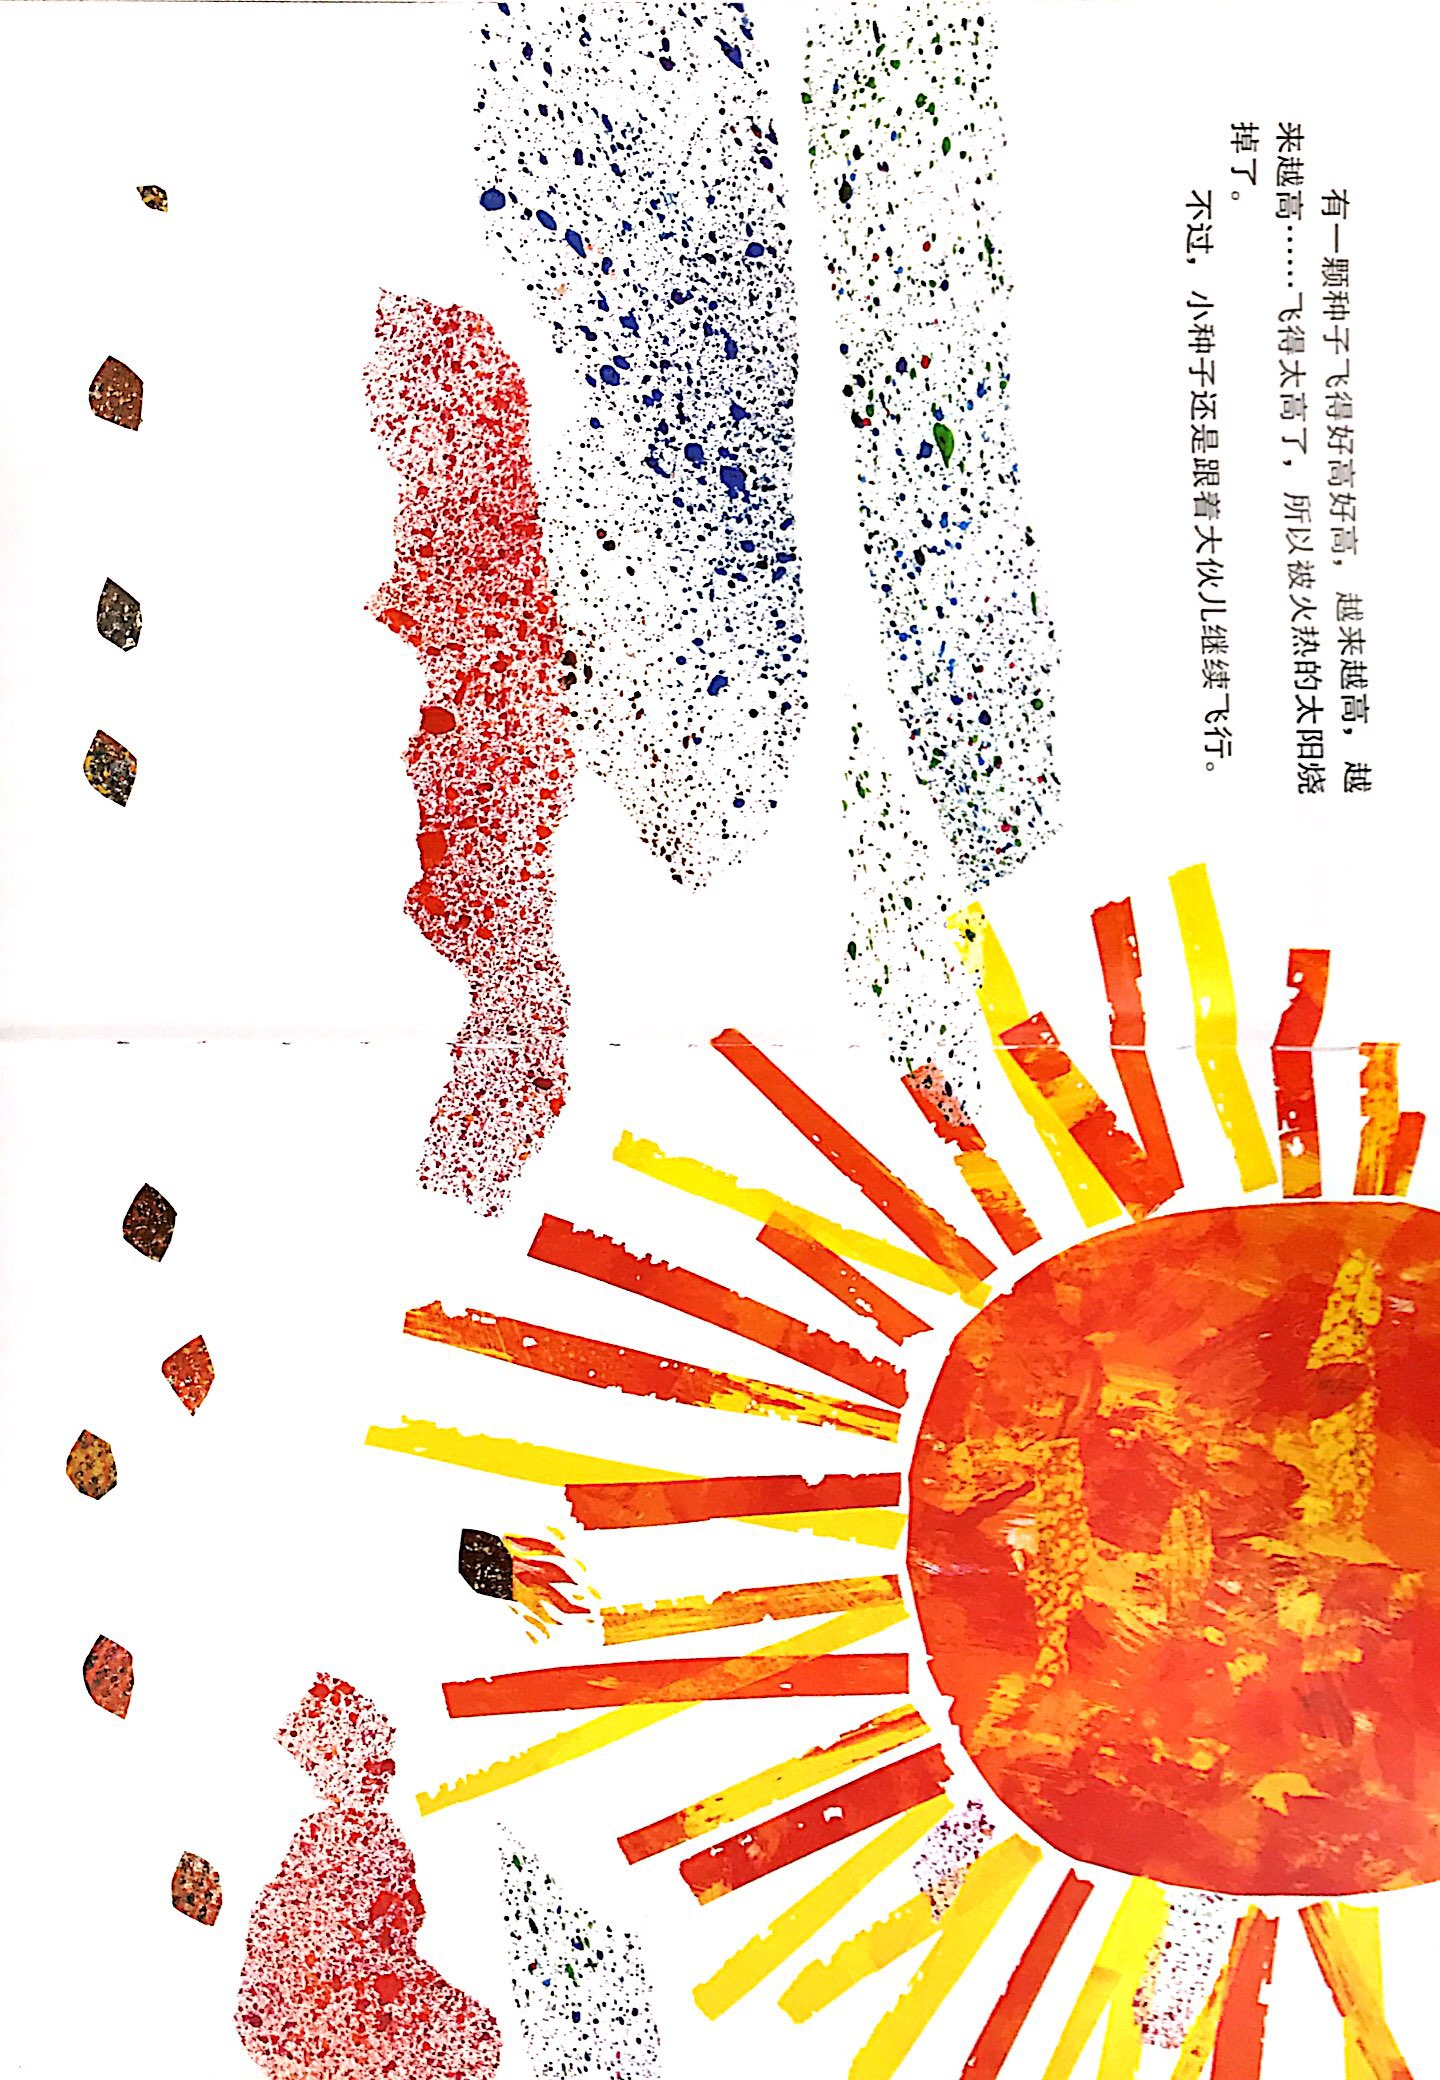 有一颗种子飞得好高好高，越来越高，越
来越高……飞得太高了，所以被火热的太阳烧
掉了。
不过，小种子还是跟着大伙儿继续飞行。